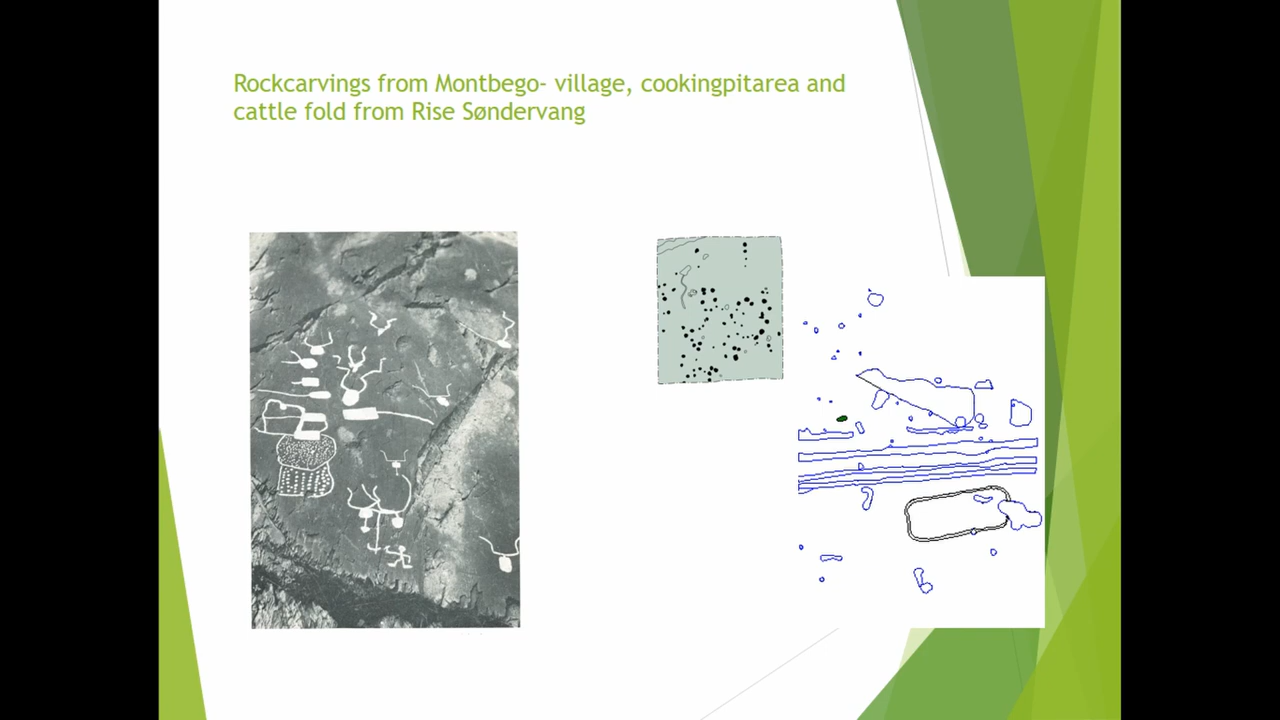 Rockcarvings from Montbego- village, cookingpitarea and
cattle fold from Rise Søndervang